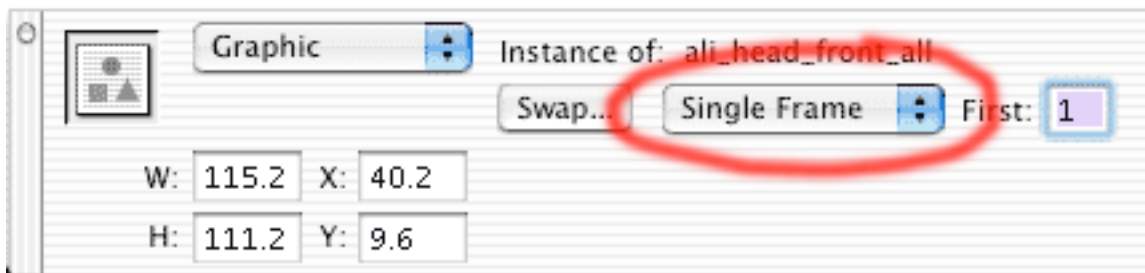 Graphic
Instance of: ali_head_front_all
Swap... Single Frame First: 1
W: 115.2 X: 40.2
H: 111.2 Y: 9.6